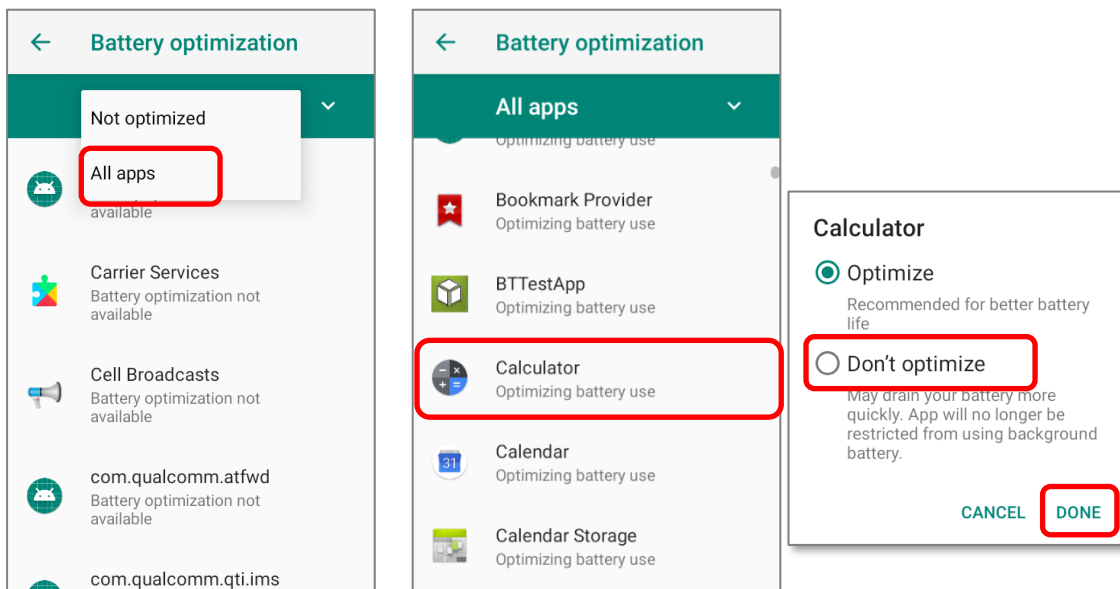 Battery optimization
Not optimized
All apps
available
Carrier Services
Battery optimization not
available
Cell Broadcasts
Battery optimization not
available
com.qualcomm.atfwd
Battery optimization not
available
com.qualcomm.qti.ims
Battery optimization
All apps
Optimizing battery use
Bookmark Provider
Optimizing battery use
BTTestApp
Optimizing battery use
Calculator
Optimizing battery use
Calendar
31
Optimizing battery use
Calendar Storage
Optimizing battery use
Calculator
Optimize
Recommended for better battery
life
Don't optimize
May drain your battery more
quickly. App will no longer be
restricted from using background
battery.
CANCEL DONE